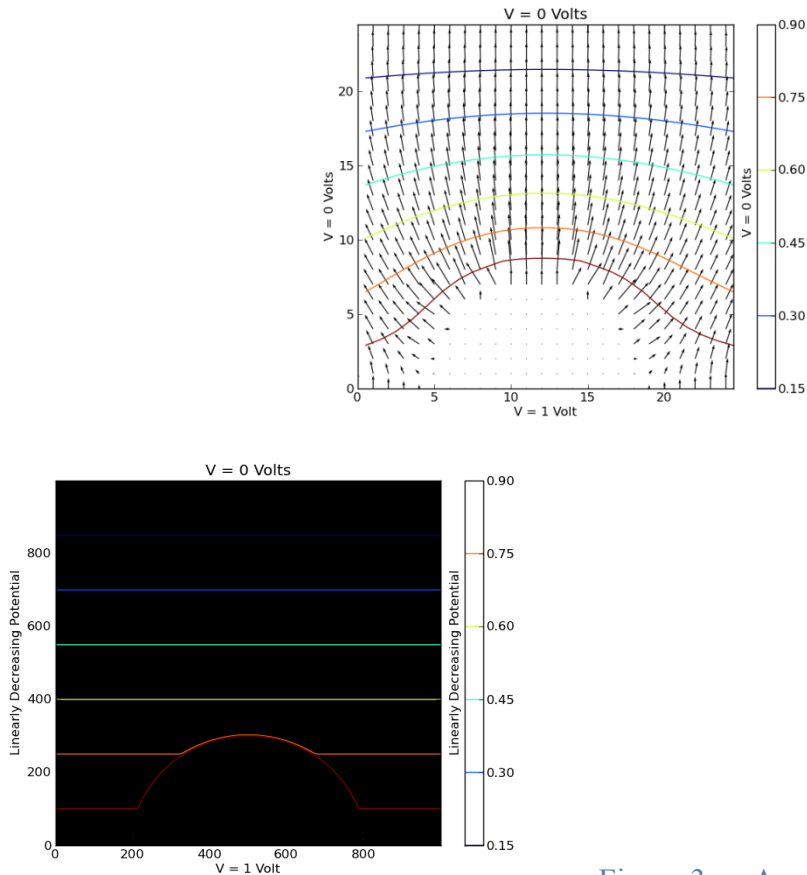 V = 0 Volts
0.90
0.75
0.60
0.45
0.30
0.15
V = 0 Volts
20
15
10
5
0
V = 0 Volts
0 5 10 15 20
V = 1 Volt
V = 0 Volts
0.90
0.75
0.60
0.45
0.30
0.15
Linearly Decreasing Potential
800
600
400
200
0
Linearly Decreasing Potential
0 200 400 600 800
V = 1 Volt